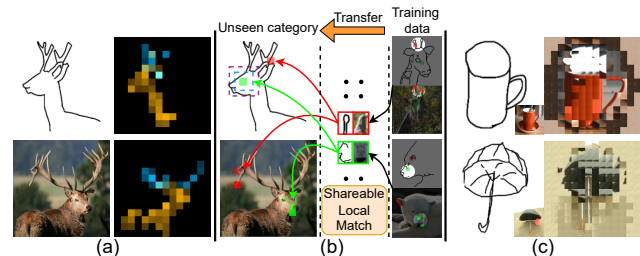 Unseen category
Transfer
Training
data
Shareable
Local
Match
(a)
(b)
(c)